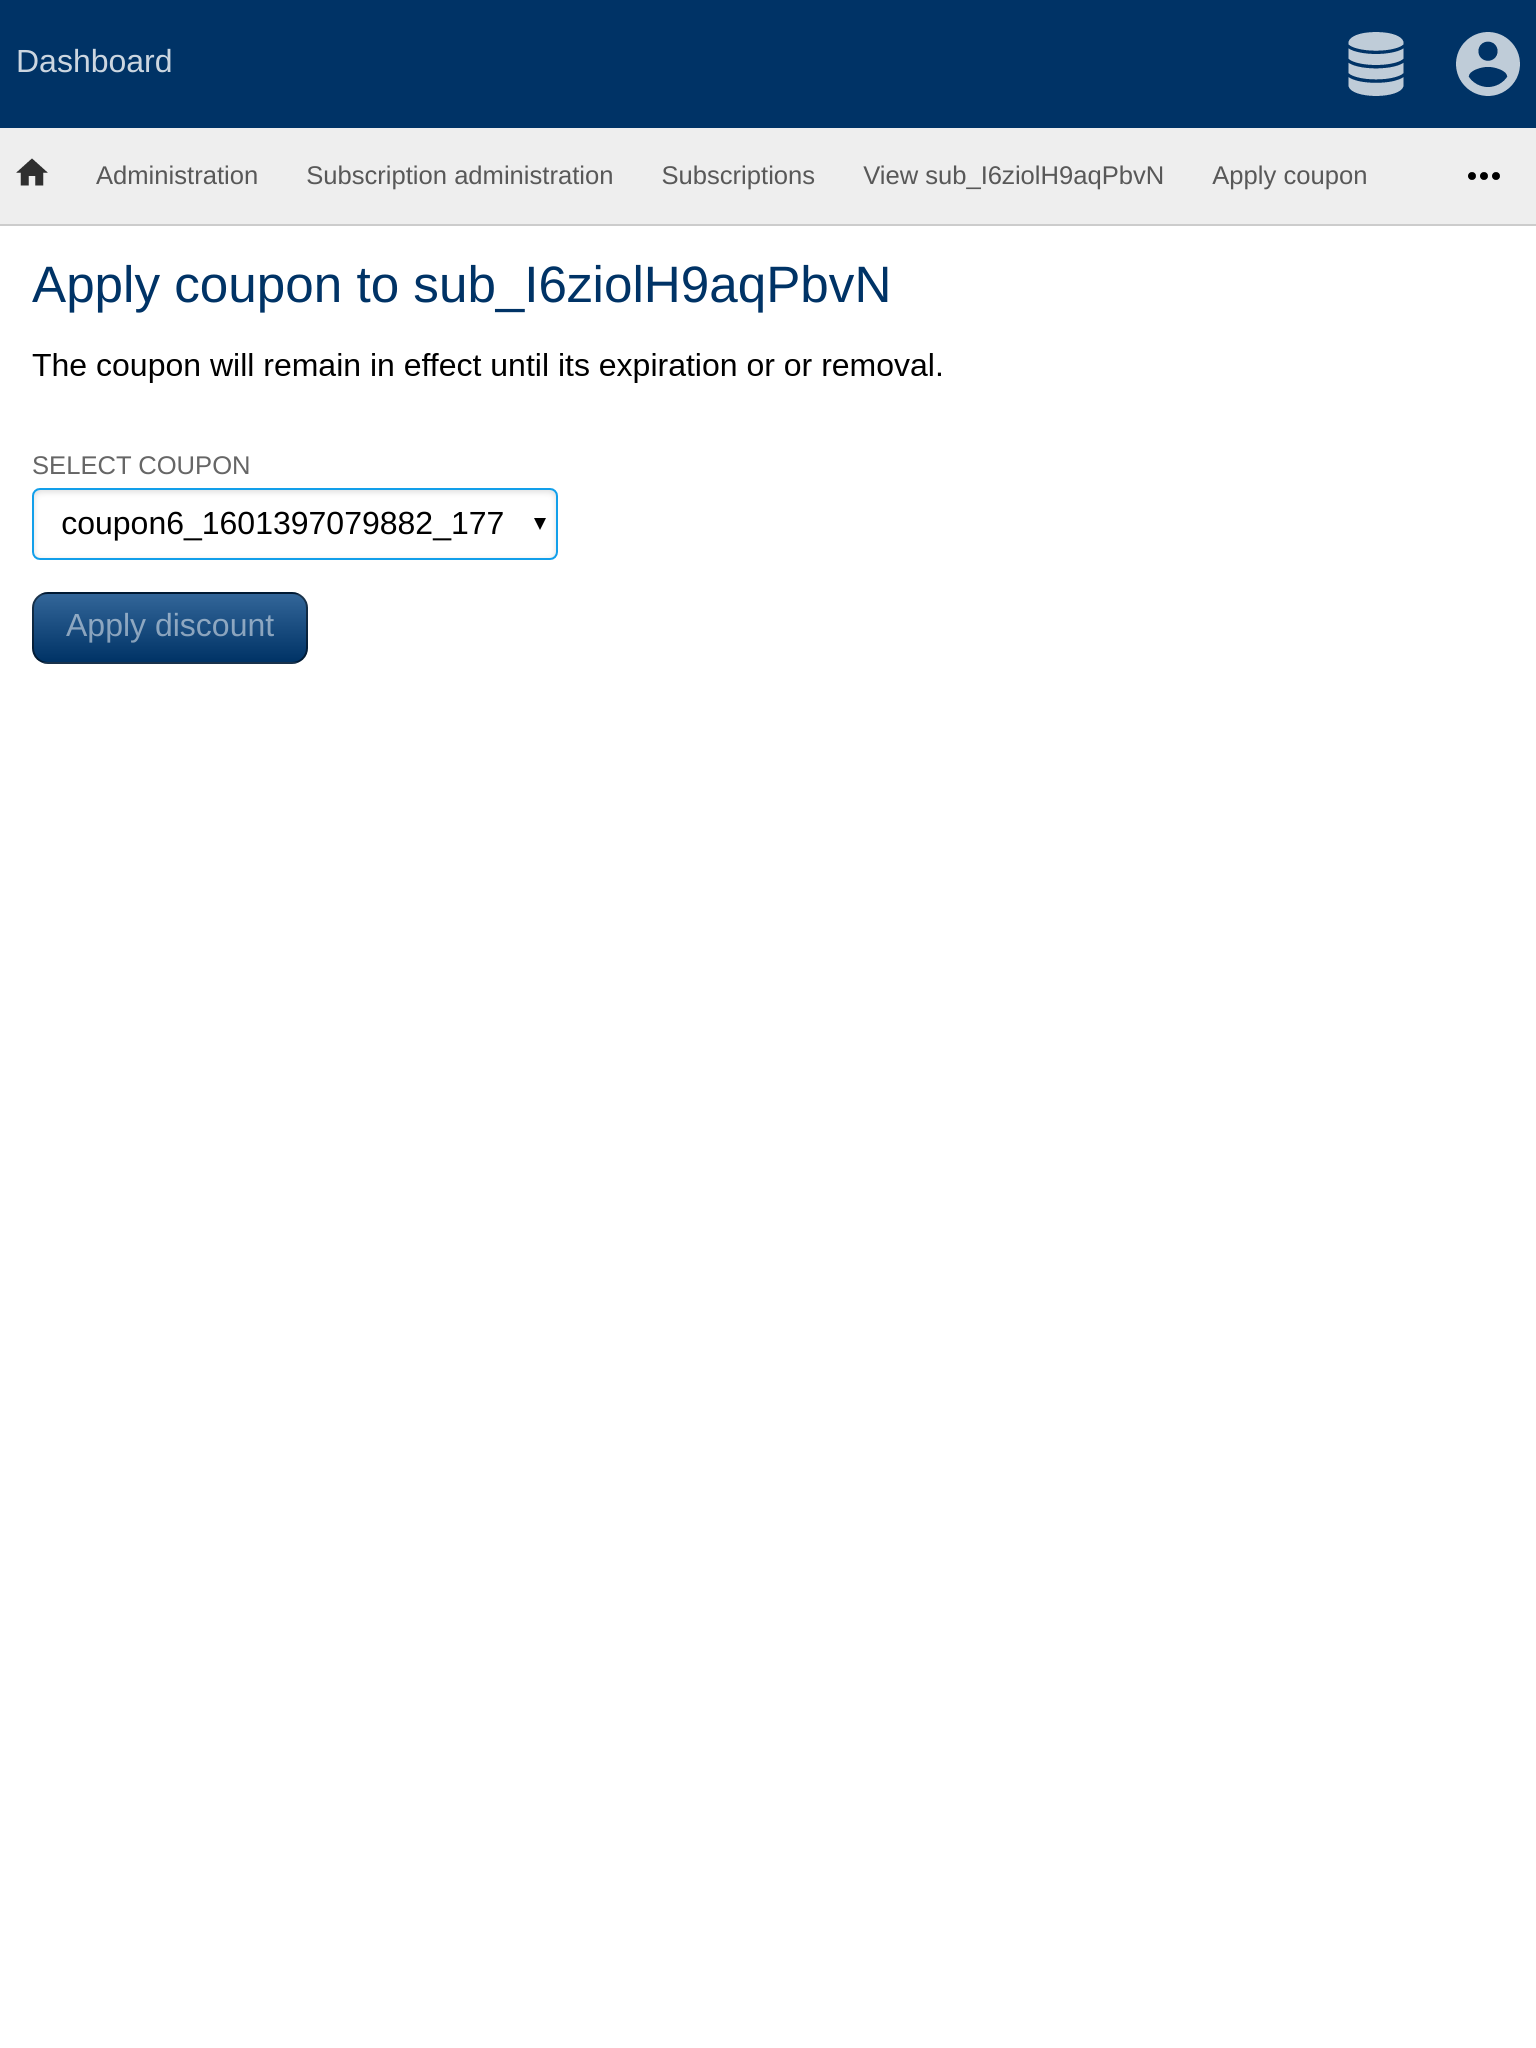 Dashboard
Administration Subscription administration Subscriptions View sub_I6ziolH9aqPbvN Apply coupon
Apply coupon to sub_I6ziolH9aqPbvN
The coupon will remain in effect until its expiration or or removal.
SELECT COUPON
coupon6_1601397079882_177
Apply discount